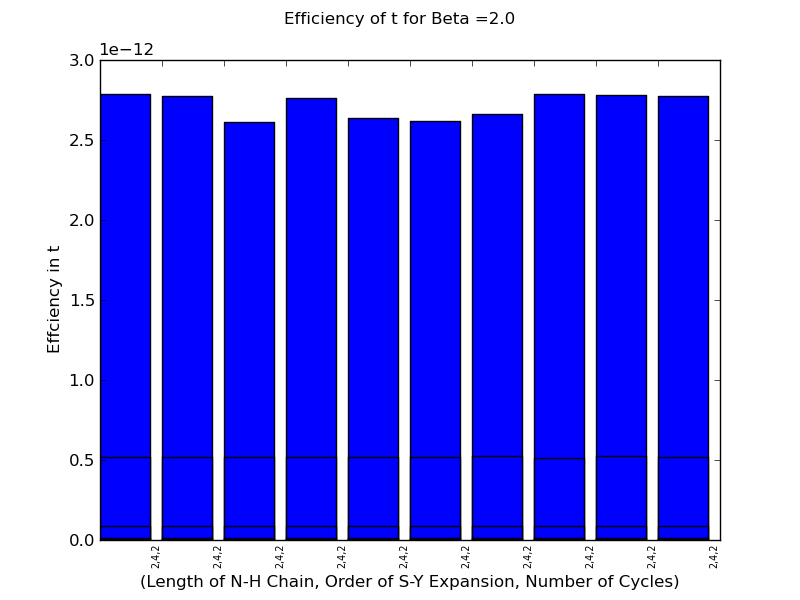 Efficiency of t for Beta =2.0
1e−12
3.0
2.5
2.0
1.5
1.0
0.5
0.0
Effciency in t
2,4,2 2,4,2 2,4,2 2,4,2 2,4,2 2,4,2 2,4,2 2,4,2 2,4,2 2,4,2
(Length of N-H Chain, Order of S-Y Expansion, Number of Cycles)